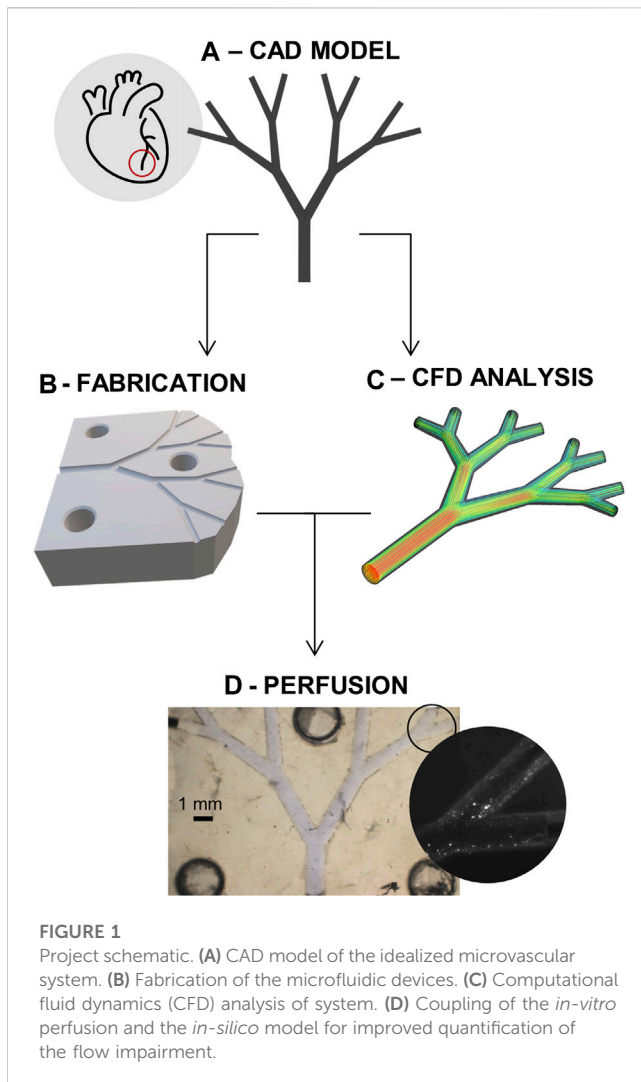 A – CAD MODEL
B - FABRICATION
C – CFD ANALYSIS
D - PERFUSION
1 mm
FIGURE 1
Project schematic. (A) CAD model of the idealized microvascular
system. (B) Fabrication of the microfluidic devices. (C) Computational
fluid dynamics (CFD) analysis of system. (D) Coupling of the in-vitro
perfusion and the in-silico model for improved quantification of
the flow impairment.